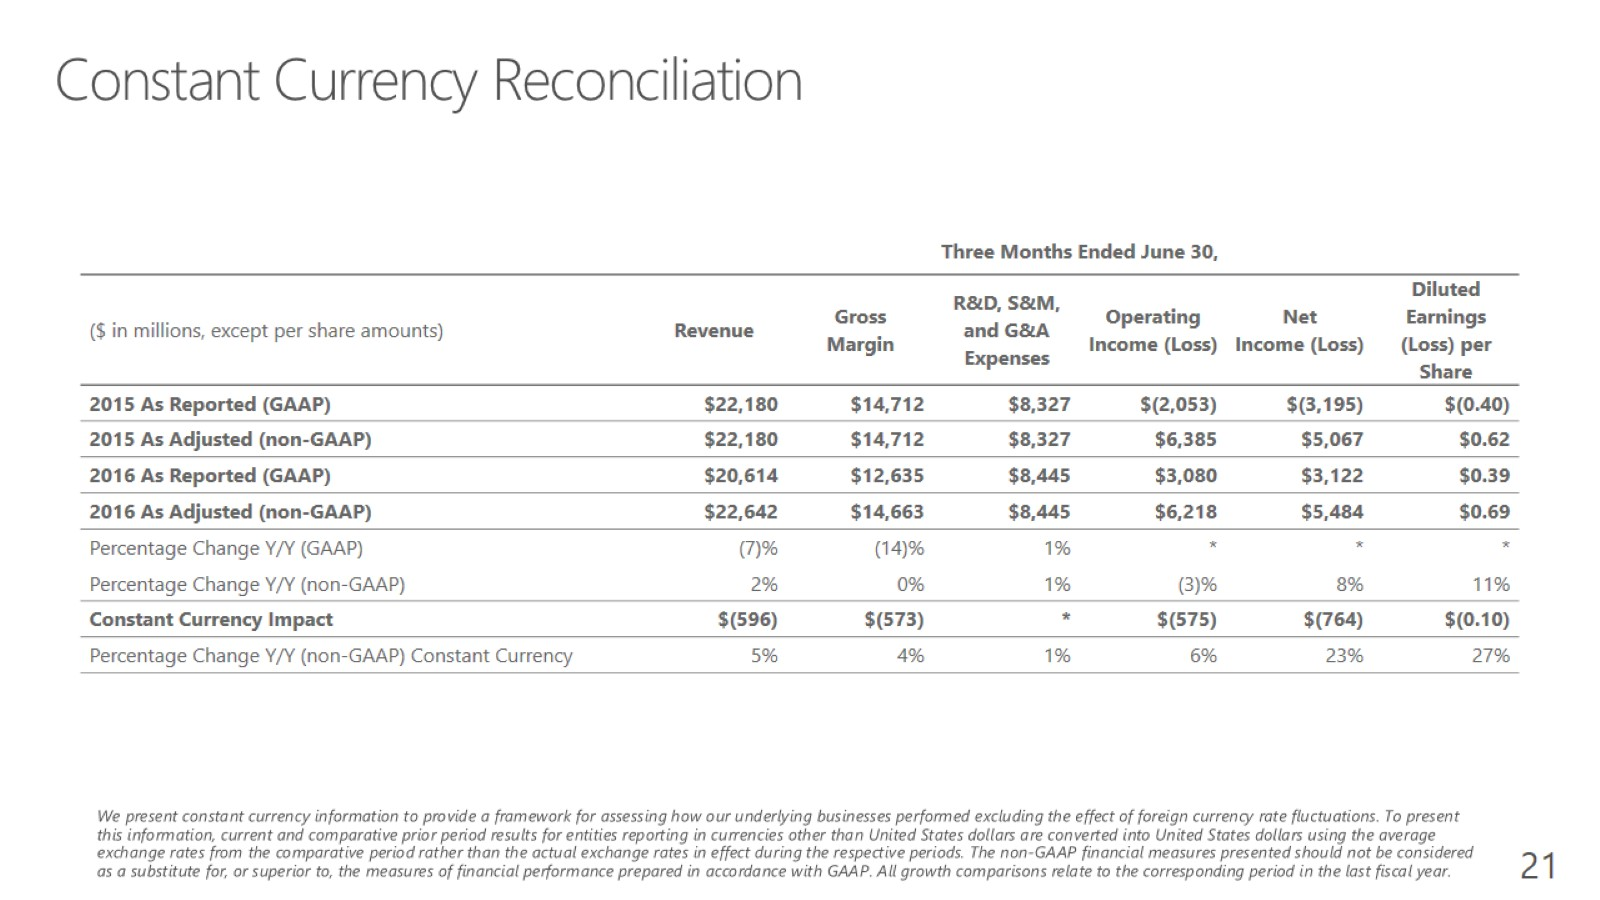 Constant Currency Reconciliation
Three Months Ended June 30,
($ in millions, except per share amounts) Revenue Gross Margin R&D, S&M, and G&A Expenses Operating Income (Loss) Net Income (Loss) Diluted Earnings (Loss) per Share
2015 As Reported (GAAP) $22,180 $14,712 $8,327 $(2,053) $(3,195) $(0.40)
2015 As Adjusted (non-GAAP) $22,180 $14,712 $8,327 $6,385 $5,067 $0.62
2016 As Reported (GAAP) $20,614 $12,635 $8,445 $3,080 $3,122 $0.39
2016 As Adjusted (non-GAAP) $22,642 $14,663 $8,445 $6,218 $5,484 $0.69
Percentage Change Y/Y (GAAP) (7)% (14)% 1% * * *
Percentage Change Y/Y (non-GAAP) 2% 0% 1% (3)% 8% 11%
Constant Currency Impact $(596) $(573) * $(575) $(764) $(0.10)
Percentage Change Y/Y (non-GAAP) Constant Currency 5% 4% 1% 6% 23% 27%
We present constant currency information to provide a framework for assessing how our underlying businesses performed excluding the effect of foreign currency rate fluctuations. To present
this information, current and comparative prior period results for entities reporting in currencies other than United States dollars are converted into United States dollars using the average
exchange rates from the comparative period rather than the actual exchange rates in effect during the respective periods. The non-GAAP financial measures presented should not be considered
as a substitute for, or superior to, the measures of financial performance prepared in accordance with GAAP. All growth comparisons relate to the corresponding period in the last fiscal year.
21